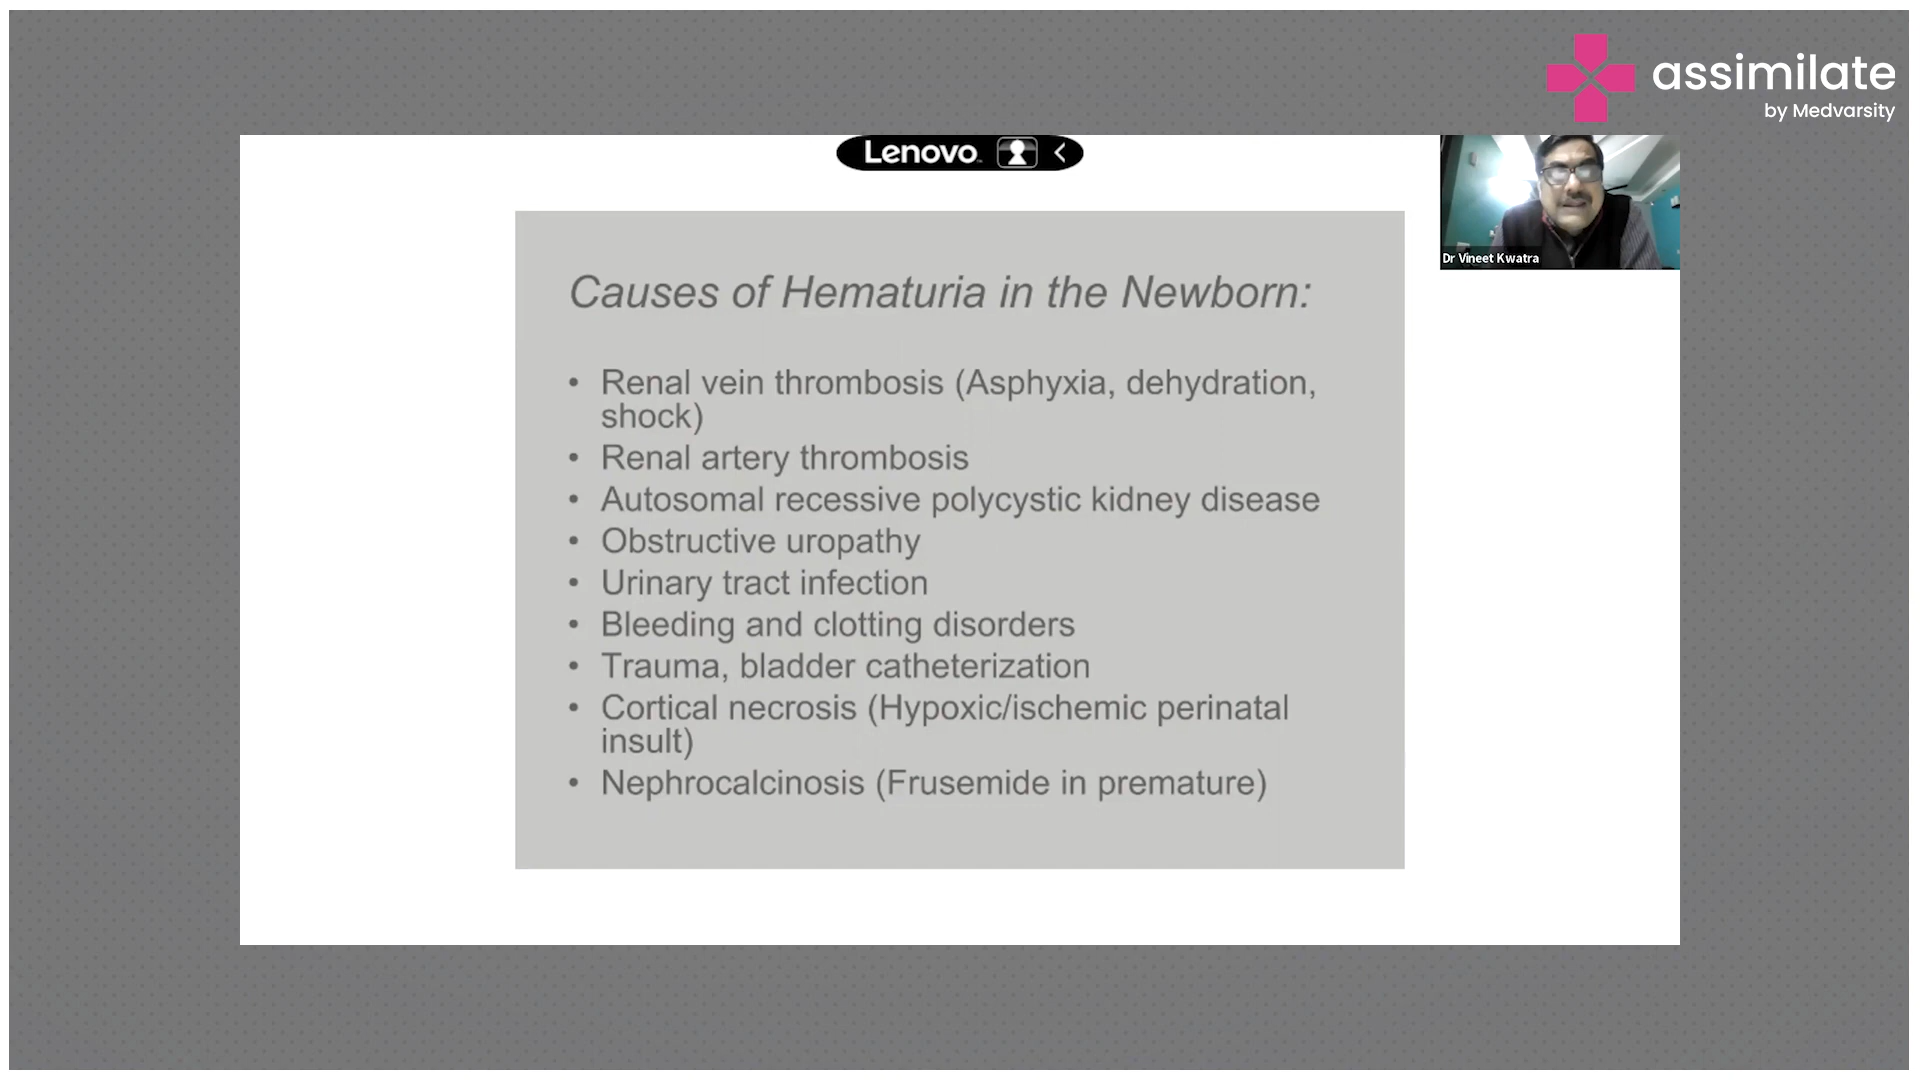 assimilate
by Medvarsity
Lenovo
Dr Vineet Kwatra
Causes of Hematuria in the Newborn:
• Renal vein thrombosis (Asphyxia, dehydration,
shock)
• Renal artery thrombosis
• Autosomal recessive polycystic kidney disease
• Obstructive uropathy
• Urinary tract infection
• Bleeding and clotting disorders
• Trauma, bladder catheterization
• Cortical necrosis (Hypoxic/ischemic perinatal
insult)
• Nephrocalcinosis (Frusemide in premature)